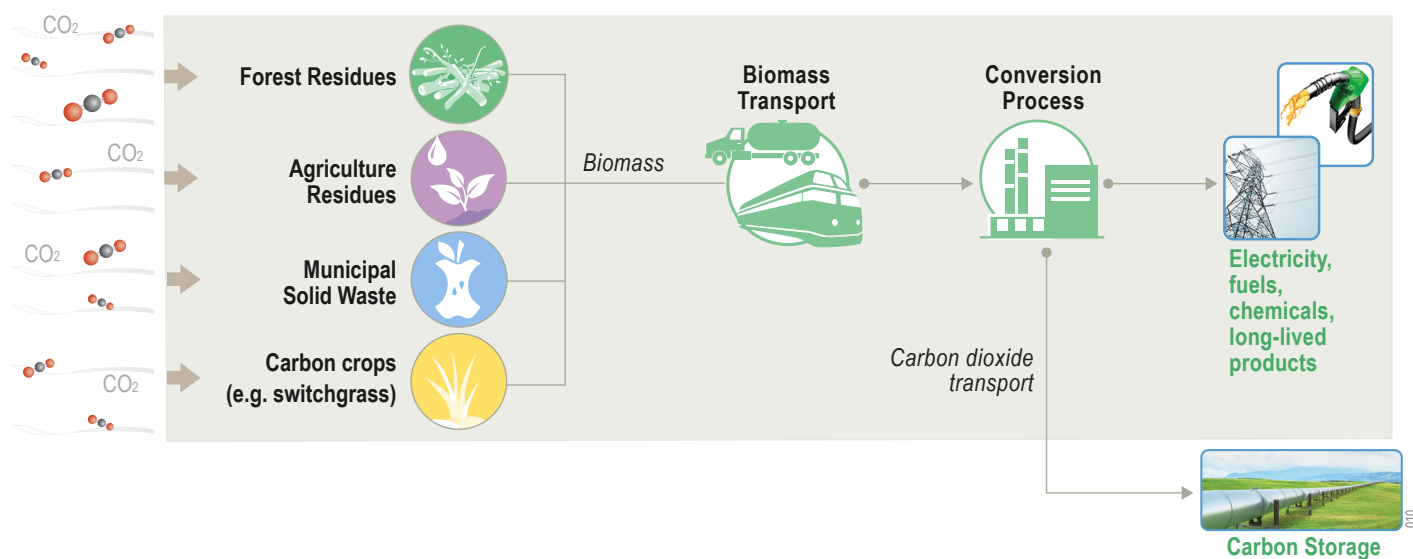 CO₂
Forest Residues
CO₂
Agriculture
Residues
CO₂
Municipal
Solid Waste
Carbon crops
(e.g. switchgrass)
CO₂
Biomass
Biomass
Transport
Conversion
Process
Electricity,
fuels,
chemicals,
long-lived
products
Carbon dioxide
transport
Carbon Storage
010